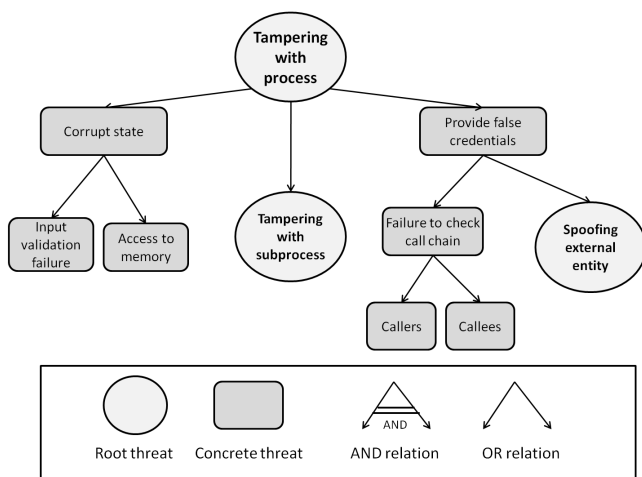 Tampering
with
process
Corrupt state
Provide false
credentials
Input
validation
failure
Access to
memory
Tampering
with
subprocess
Failure to check
call chain
Spoofing
external
entity
Callers
Callees
AND
Root threat
Concrete threat
AND relation
OR relation